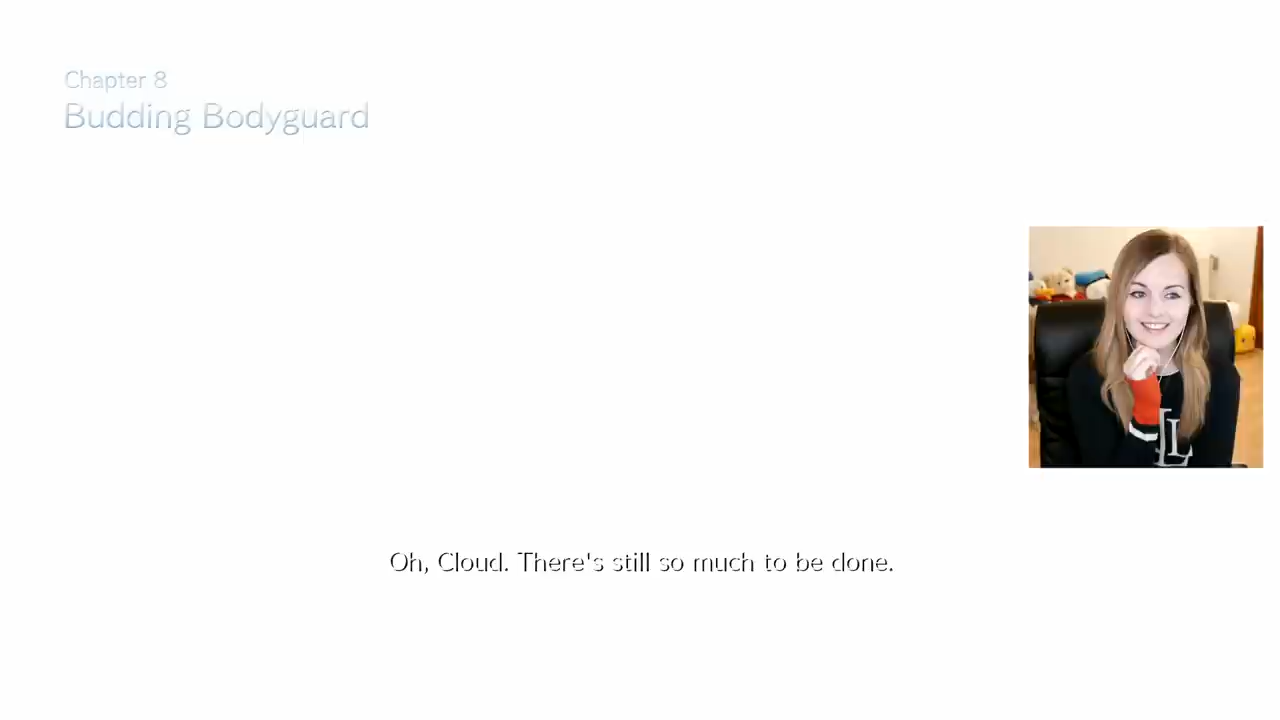 Chapter 8
Budding Bodyguard
Oh, Cloud. There's still so much to be done.